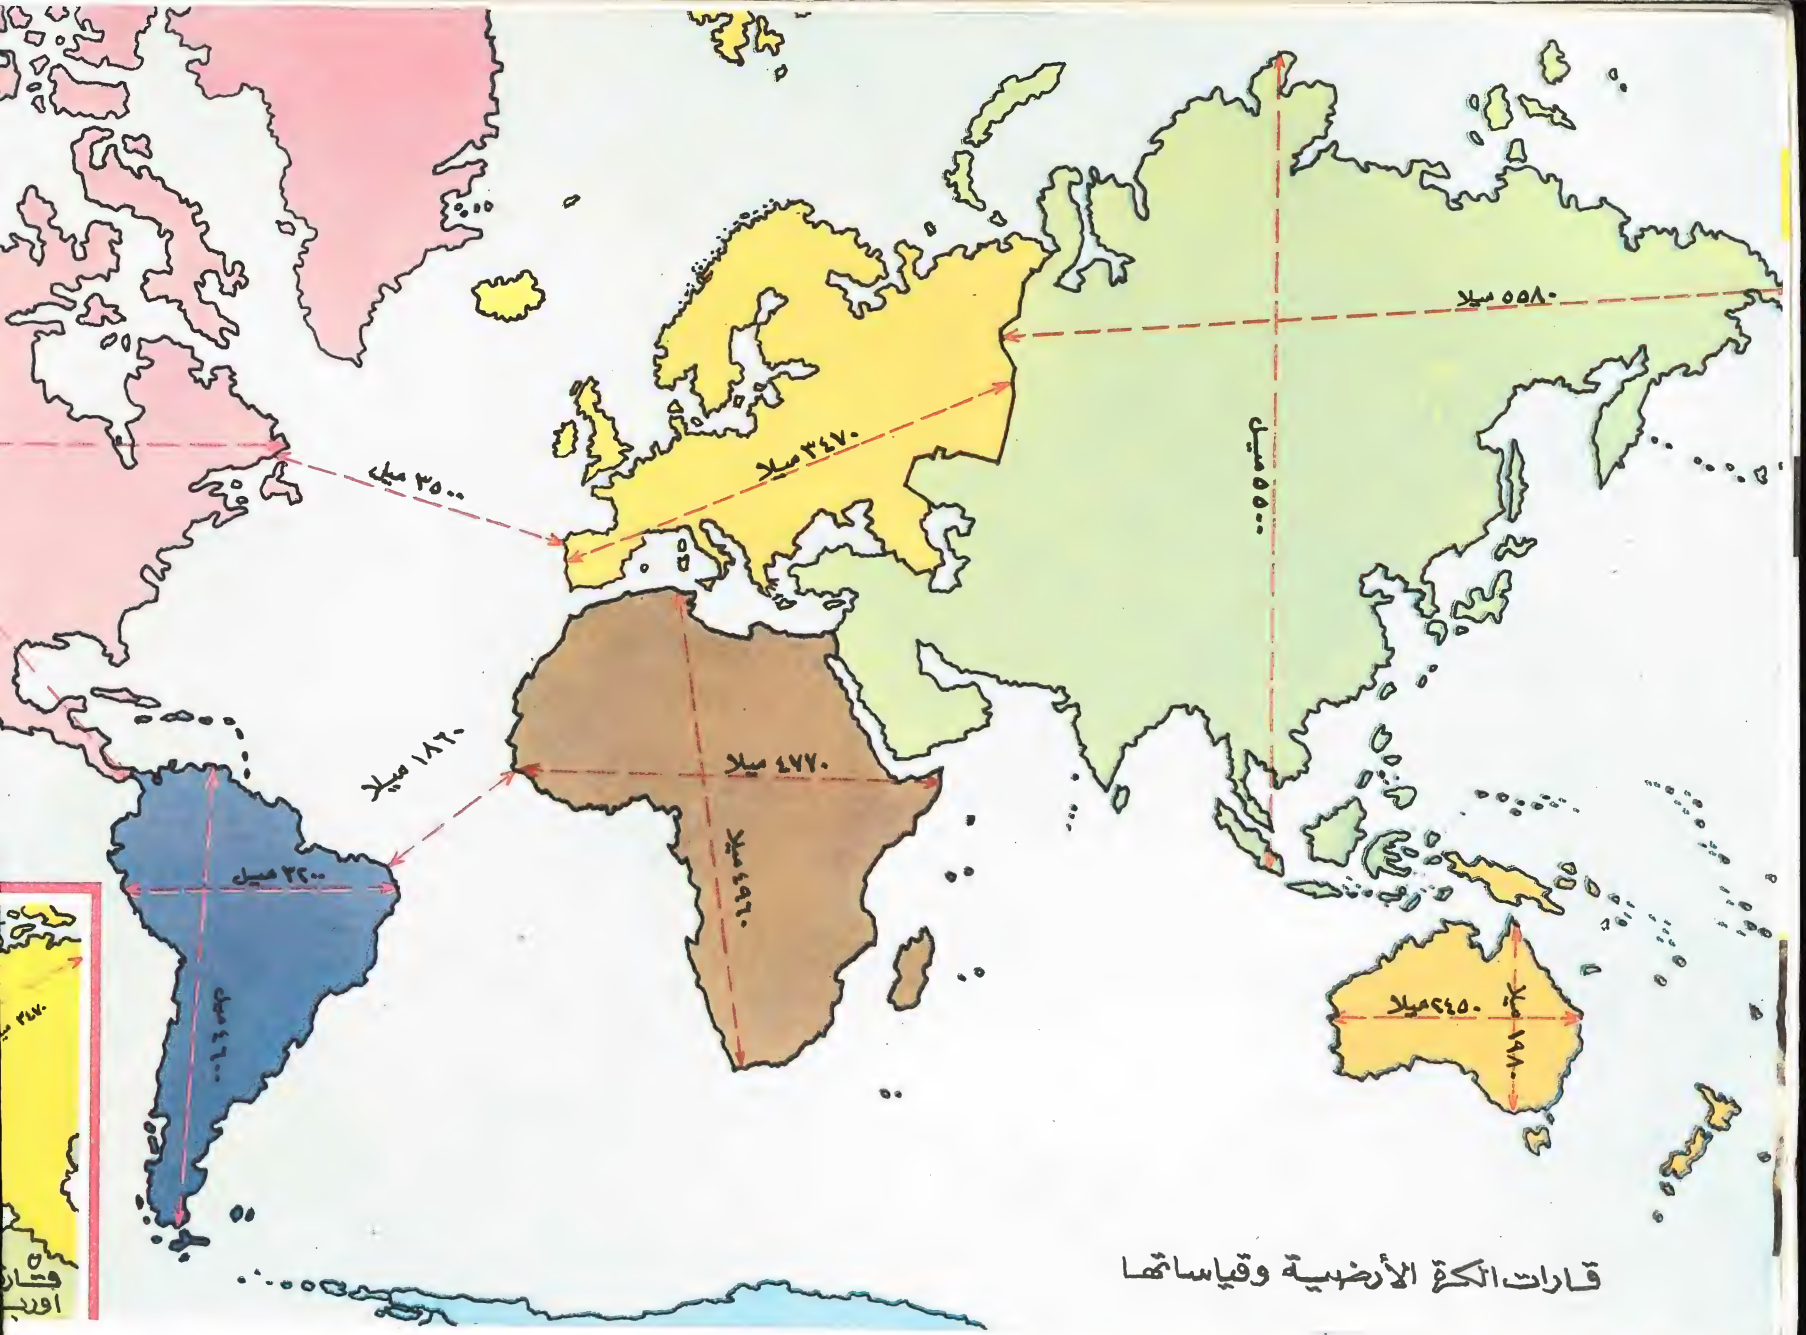 ٥٥٨٠ ميلا
٥٥٠٠ ميل
٣٤٧٠ ميلا
٣٥٠٠ ميل
١٨٦٠ ميلا
٤٧٧٠ ميلا
٤٩٦٠ ميلا
٣٢٠٠ ميل
٤٦٠٠ ميل
٢٤٥٠ ميلا
١٩٨٠ ميلا
٣٤٧٠
قارات الكرة الأرضية وقياساتها